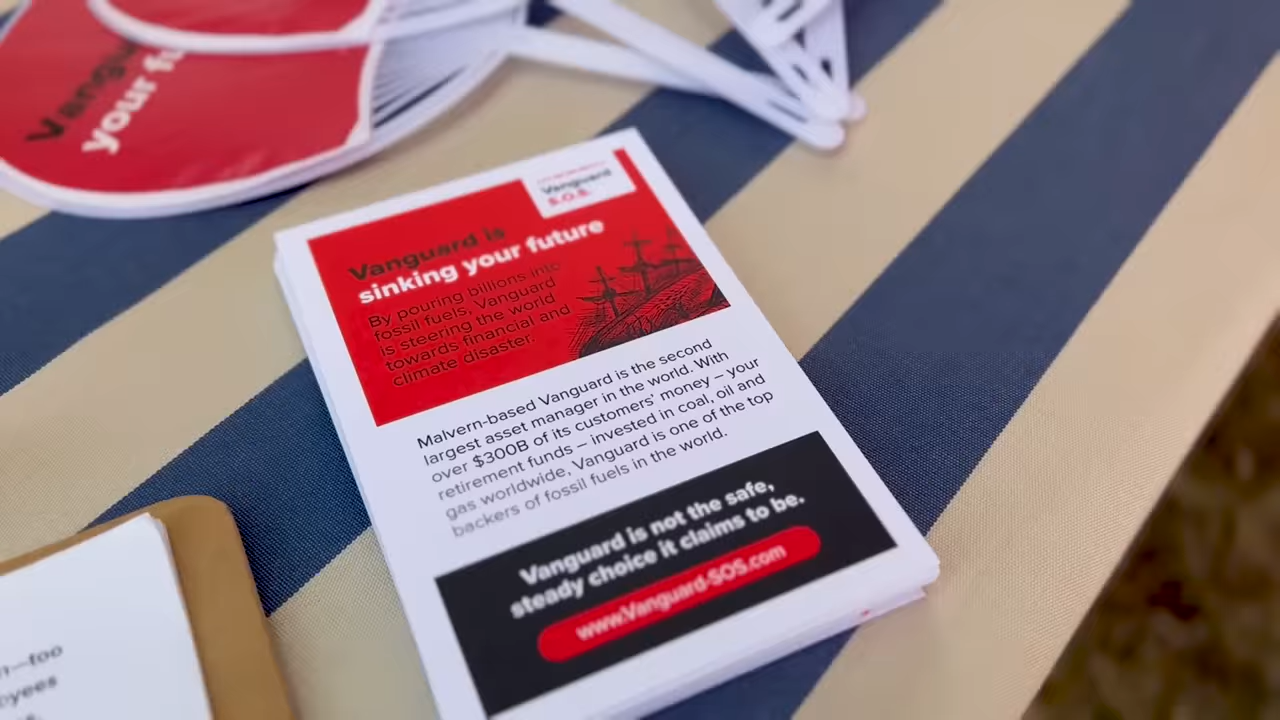 Vanguard
your fu
Vanguard
S.O.S.
Vanguard is
sinking your future
By pouring billions into
fossil fuels, Vanguard
is steering the world
towards financial and
climate disaster.
Malvern-based Vanguard is the second
largest asset manager in the world. With
over $300B of its customers' money – your
retirement funds – invested in coal, oil and
gas worldwide, Vanguard is one of the top
backers of fossil fuels in the world.
Vanguard is not the safe,
steady choice it claims to be.
www.Vanguard-SOS.com
n—too
oyees